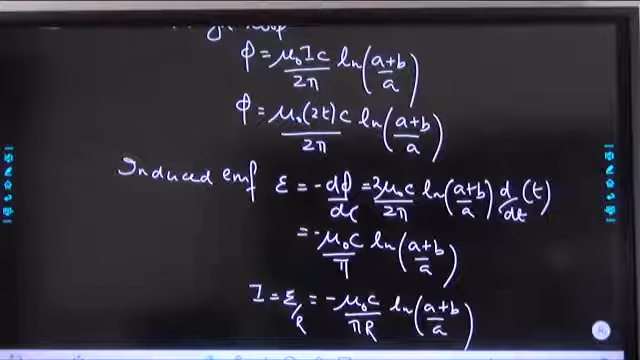 loop
ϕ = μ₀Ic/2π ln(a+b/a)
ϕ = μ₀(2t)c/2π ln(a+b/a)
Induced emf ε = -dϕ/dt = 2μ₀c/2π ln(a+b/a) d/dt (t)
= -μ₀c/π ln(a+b/a)
I = ε/R = -μ₀c/πR ln(a+b/a)